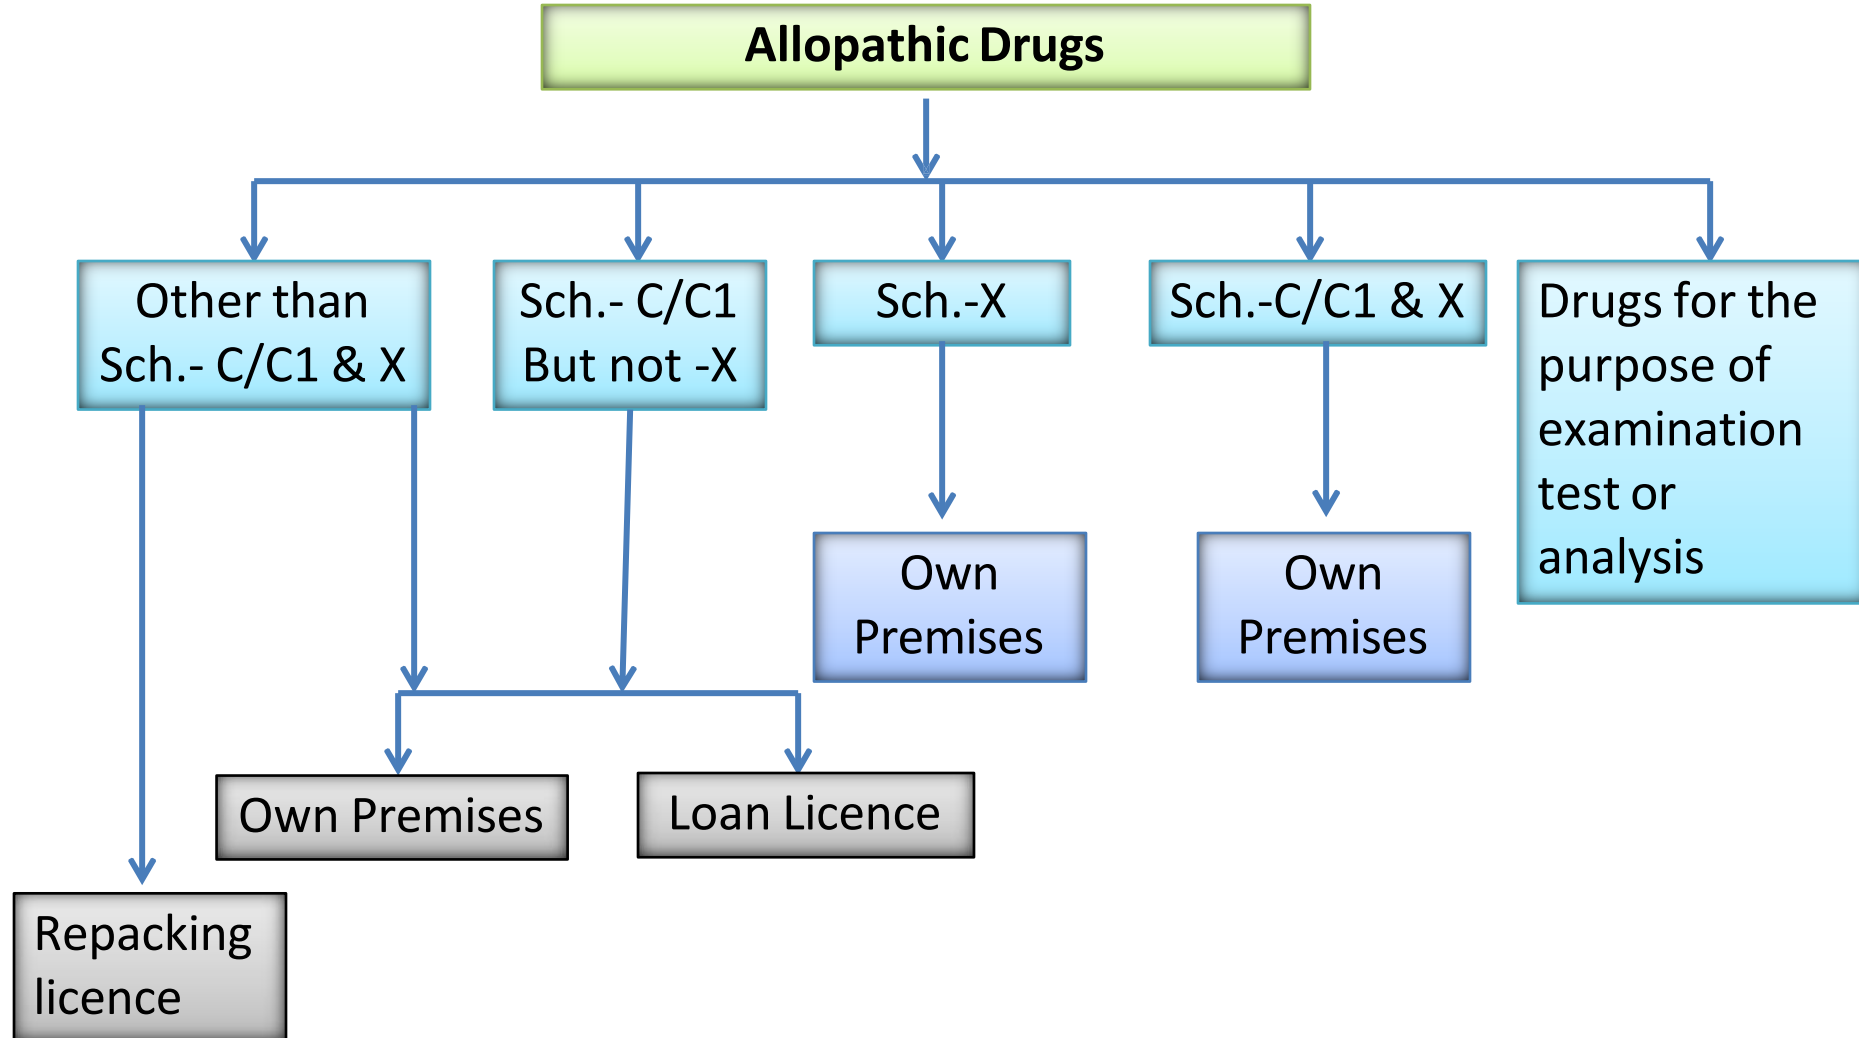 Allopathic Drugs
Other than
Sch.- C/C1 & X
Sch.- C/C1
But not -X
Sch.-X
Sch.-C/C1 & X
Drugs for the
purpose of
examination
test or
analysis
Own
Premises
Own
Premises
Own Premises
Loan Licence
Repacking
licence